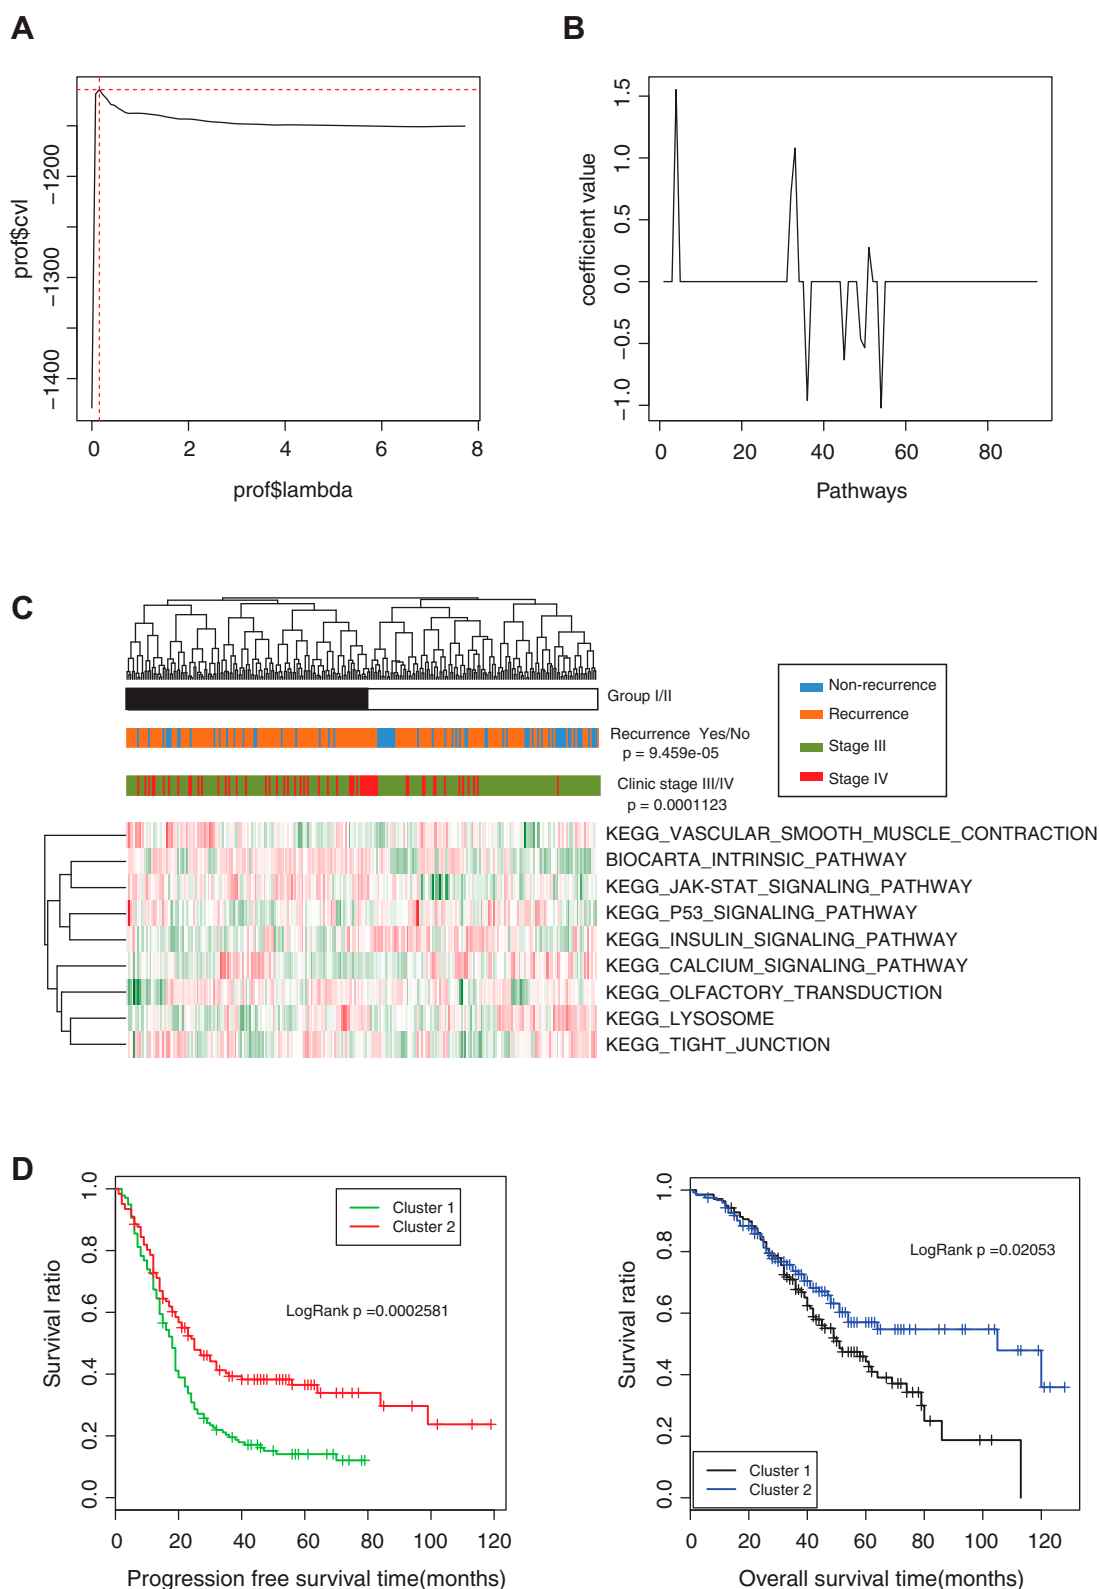 A
prof$cvl
-1200
-1300
-1400
0 2 4 6 8
prof$lambda
B
coefficient value
1.5
1.0
0.5
0.0
-0.5
-1.0
0 20 40 60 80
Pathways
C
Group I/II
Recurrence Yes/No
p = 9.459e-05
Clinic stage III/IV
p = 0.0001123
Non-recurrence
Recurrence
Stage III
Stage IV
KEGG_VASCULAR_SMOOTH_MUSCLE_CONTRACTION
BIOCARTA_INTRINSIC_PATHWAY
KEGG_JAK-STAT_SIGNALING_PATHWAY
KEGG_P53_SIGNALING_PATHWAY
KEGG_INSULIN_SIGNALING_PATHWAY
KEGG_CALCIUM_SIGNALING_PATHWAY
KEGG_OLFACTORY_TRANSDUCTION
KEGG_LYSOSOME
KEGG_TIGHT_JUNCTION
D
Survival ratio
1.0
0.8
0.6
0.4
0.2
0.0
Cluster 1
Cluster 2
LogRank p =0.0002581
0 20 40 60 80 100 120
Progression free survival time(months)
Survival ratio
1.0
0.8
0.6
0.4
0.2
0.0
LogRank p =0.02053
Cluster 1
Cluster 2
0 20 40 60 80 100 120
Overall survival time(months)